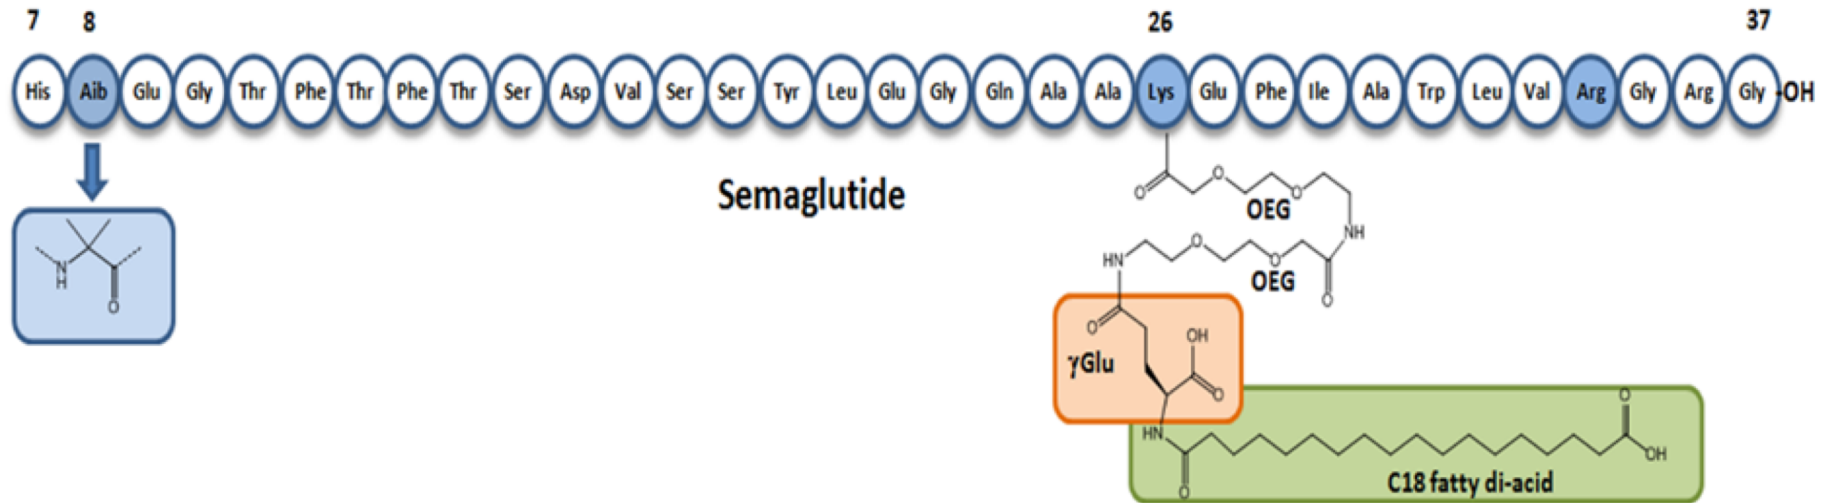 7 8 26 37
His Aib Glu Gly Thr Phe Thr Phe Thr Ser Asp Val Ser Ser Tyr Leu Glu Gly Gln Ala Ala Lys Glu Phe Ile Ala Trp Leu Val Arg Gly Arg Gly -OH
Semaglutide
O O O
OEG
NH
HN O O
OEG
O
N
H
O
O OH
γGlu
O
HN O
OH
O
C18 fatty di-acid